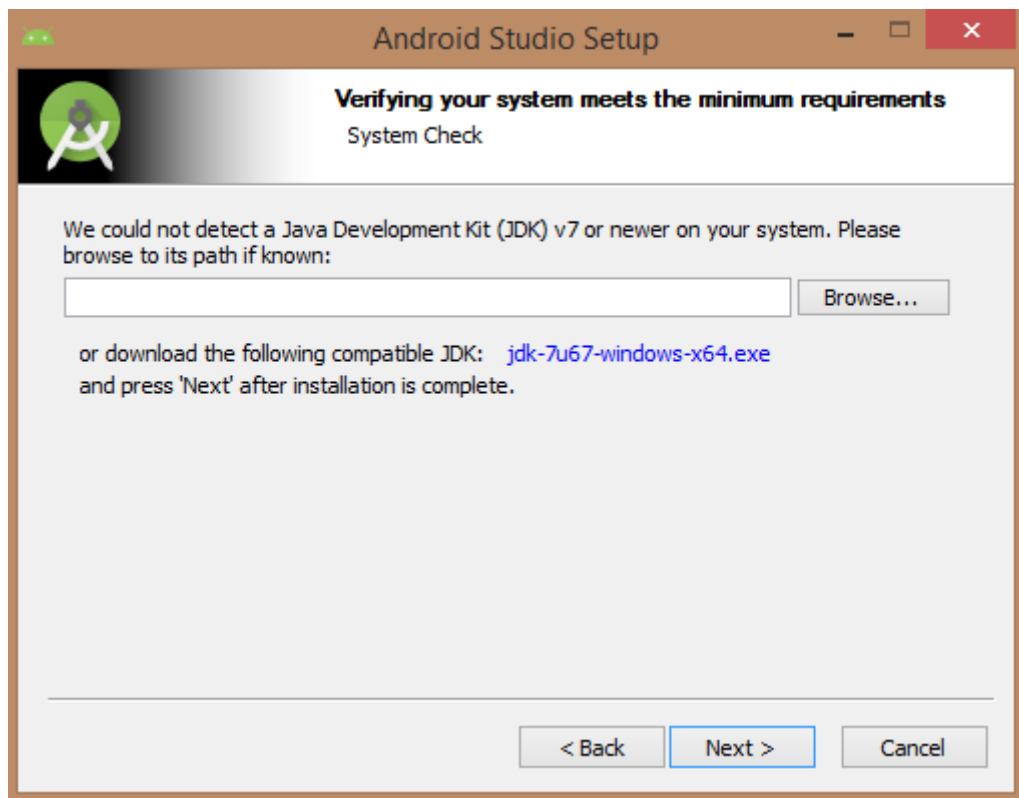 Android Studio Setup
Verifying your system meets the minimum requirements
System Check
We could not detect a Java Development Kit (JDK) v7 or newer on your system. Please
browse to its path if known:
Browse...
or download the following compatible JDK: jdk-7u67-windows-x64.exe
and press 'Next' after installation is complete.
< Back Next > Cancel